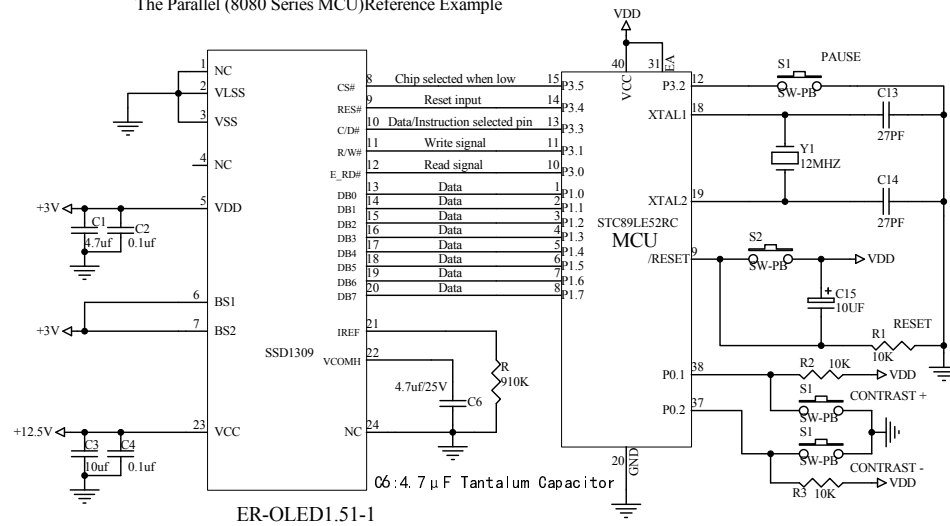 The Parallel (8080 Series MCU)Reference Example
VDD
40
31
VCC
EA
1
NC
2
VLSS
3
VSS
4
NC
5
VDD
+3V
C1
4.7uf
C2
0.1uf
6
BS1
7
BS2
+3V
23
VCC
+12.5V
C3
10uf
C4
0.1uf
SSD1309
ER-OLED1.51-1
CS#
8
Chip selected when low
15
P3.5
RES#
9
Reset input
14
P3.4
C/D#
10
Data/Instruction selected pin
13
P3.3
R/W#
11
Write signal
11
P3.1
E_RD#
12
Read signal
10
P3.0
DB0
13
Data
1
P1.0
DB1
14
Data
2
P1.1
DB2
15
Data
3
P1.2
DB3
16
Data
4
P1.3
DB4
17
Data
5
P1.4
DB5
18
Data
6
P1.5
DB6
19
Data
7
P1.6
DB7
20
Data
8
P1.7
IREF
21
VCOMH
22
R
910K
4.7uf/25V
C6
NC
24
C6:4.7μF Tantalum Capacitor
STC89LE52RC
MCU
20
GND
P3.2
12
S1
PAUSE
SW-PB
XTAL1
18
C13
27PF
Y1
12MHZ
XTAL2
19
C14
27PF
/RESET
9
S2
SW-PB
VDD
+
C15
10UF
R1
RESET
10K
P0.1
38
R2
10K
VDD
S1
CONTRAST +
SW-PB
P0.2
37
S1
SW-PB
CONTRAST -
R3
10K
VDD